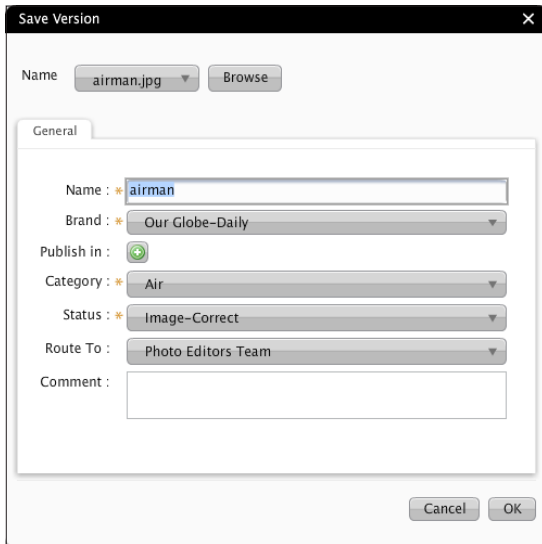 Save Version
Name airman.jpg Browse
General
Name : * airman
Brand : * Our Globe-Daily
Publish in :
Category : * Air
Status : * Image-Correct
Route To : Photo Editors Team
Comment :
Cancel OK